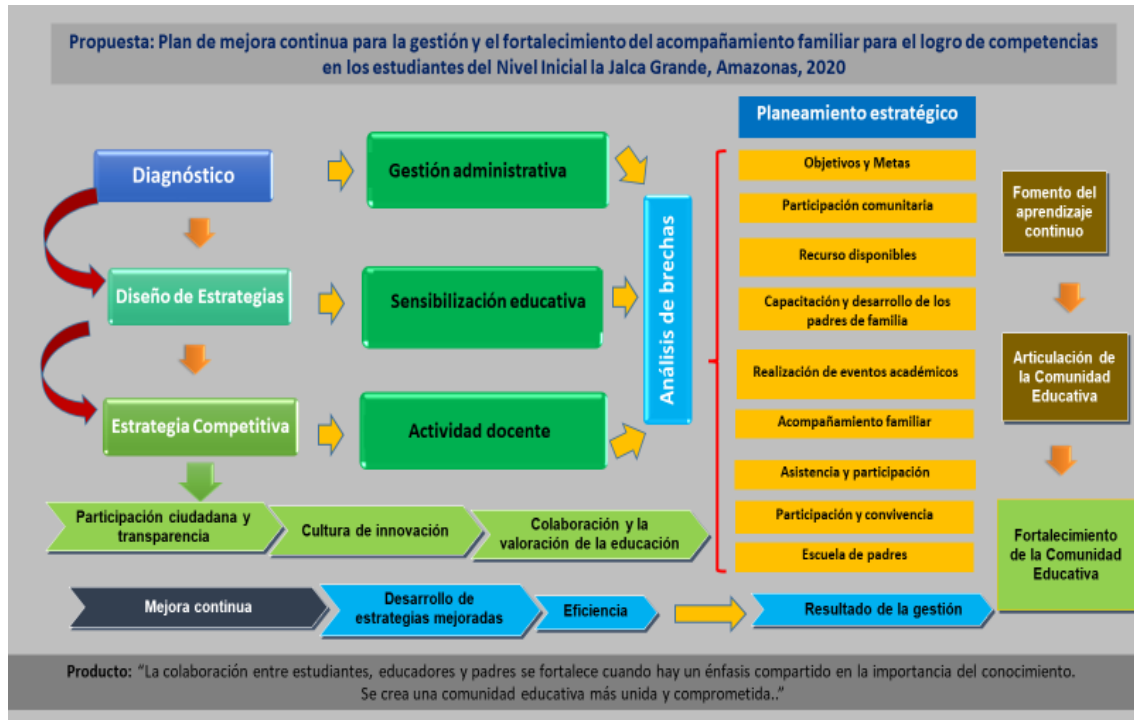 Propuesta: Plan de mejora continua para la gestión y el fortalecimiento del acompañamiento familiar para el logro de competencias
en los estudiantes del Nivel Inicial la Jalca Grande, Amazonas, 2020
Diagnóstico
Diseño de Estrategias
Estrategia Competitiva
Gestión administrativa
Sensibilización educativa
Actividad docente
Análisis de brechas
Planeamiento estratégico
Objetivos y Metas
Participación comunitaria
Recurso disponibles
Capacitación y desarrollo de los
padres de familia
Realización de eventos académicos
Acompañamiento familiar
Asistencia y participación
Participación y convivencia
Escuela de padres
Fomento del
aprendizaje
continuo
Articulación de
la Comunidad
Educativa
Fortalecimiento
de la Comunidad
Educativa
Participación ciudadana y
transparencia
Cultura de innovación
Colaboración y la
valoración de la educación
Mejora continua
Desarrollo de
estrategias mejoradas
Eficiencia
Resultado de la gestión
Producto: “La colaboración entre estudiantes, educadores y padres se fortalece cuando hay un énfasis compartido en la importancia del conocimiento.
Se crea una comunidad educativa más unida y comprometida..”